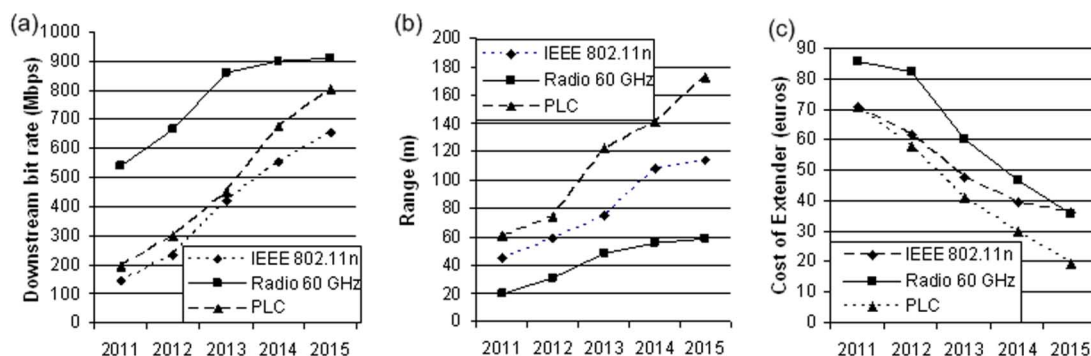 (a)
Downstream bit rate (Mbps)
1000
900
800
700
600
500
400
300
200
100
0
IEEE 802.11n
Radio 60 GHz
PLC
2011 2012 2013 2014 2015
(b)
Range (m)
200
180
160
140
120
100
80
60
40
20
0
IEEE 802.11n
Radio 60 GHz
PLC
2011 2012 2013 2014 2015
(c)
Cost of Extender (euros)
90
80
70
60
50
40
30
20
10
0
IEEE 802.11n
Radio 60 GHz
PLC
2011 2012 2013 2014 2015